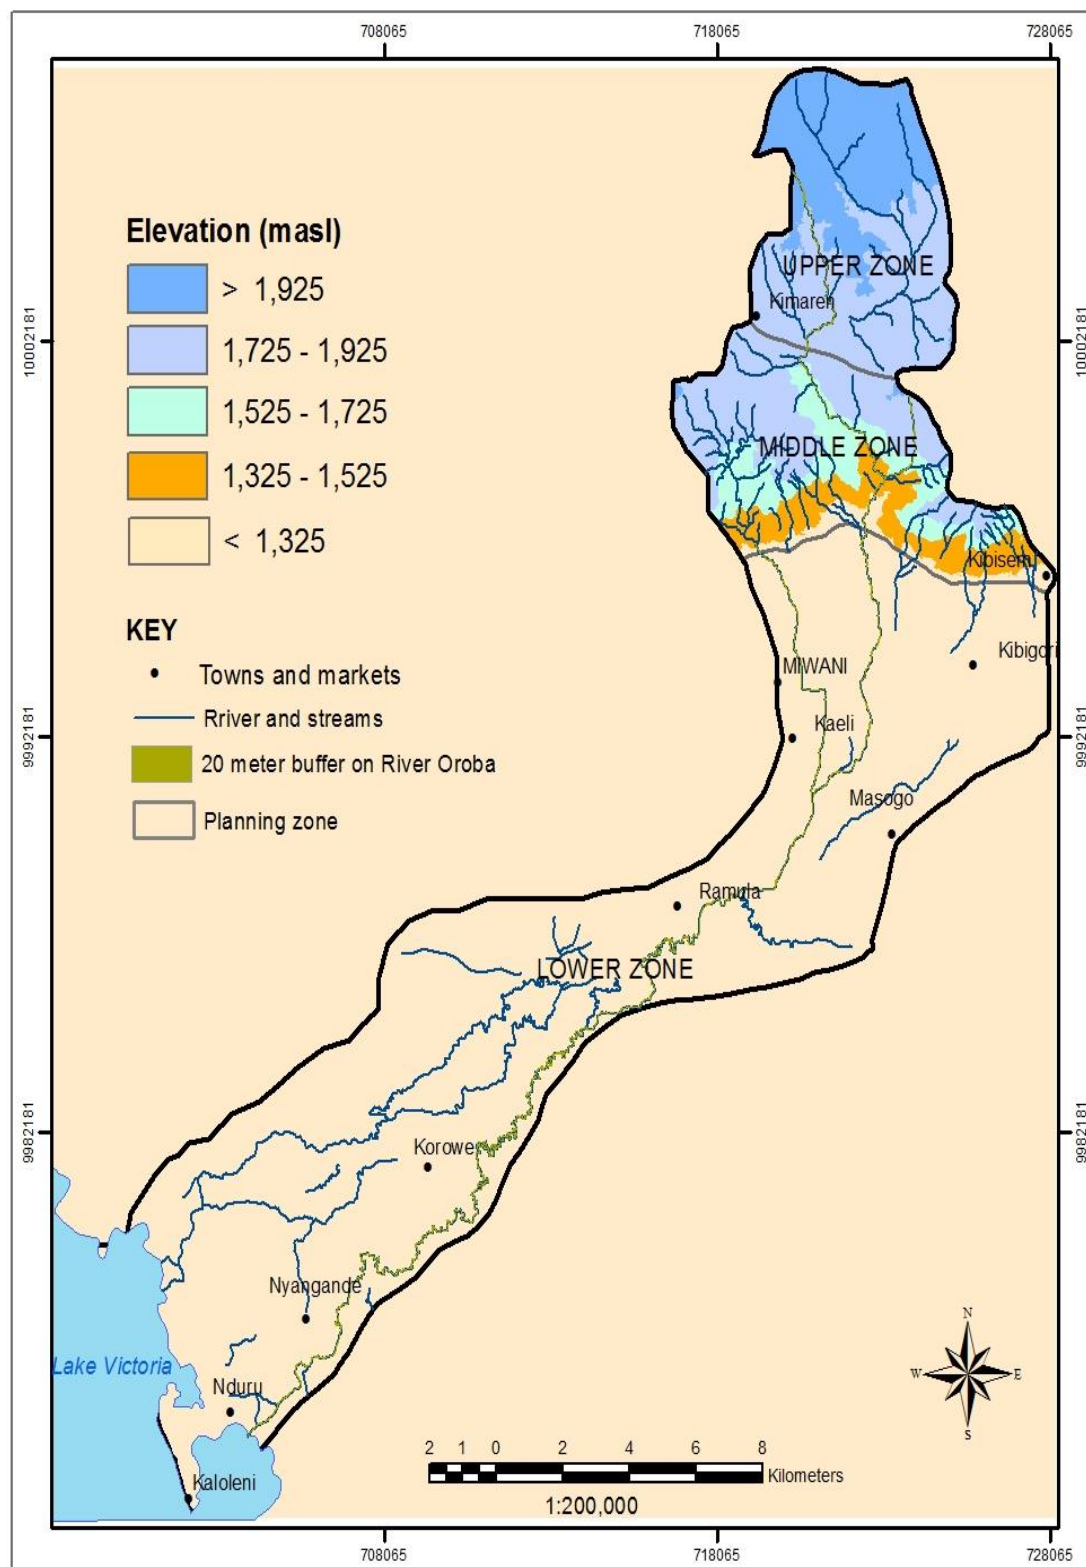 708065 718065 728065
Elevation (masl)
> 1,925
1,725 - 1,925
1,525 - 1,725
1,325 - 1,525
< 1,325
KEY
Towns and markets
Rriver and streams
20 meter buffer on River Oroba
Planning zone
UPPER ZONE
Kimaren
10002181 10002181
MIDDLE ZONE
Kibisem
Kibigori
MIWANI
Kaeli
9992181 9992181
Masogo
Ramula
LOWER ZONE
9982181 9982181
Korowe
Nyangande
Lake Victoria
Nduru
Kaloleni
N
W E
S
2 1 0 2 4 6 8
Kilometers
1:200,000
708065 718065 728065